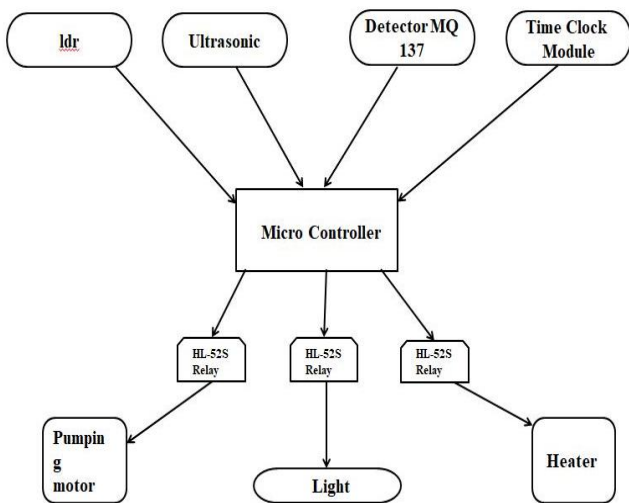 ldr
Ultrasonic
Detector MQ
137
Time Clock
Module
Micro Controller
HL-52S
Relay
HL-52S
Relay
HL-52S
Relay
Pumpin
g
motor
Light
Heater